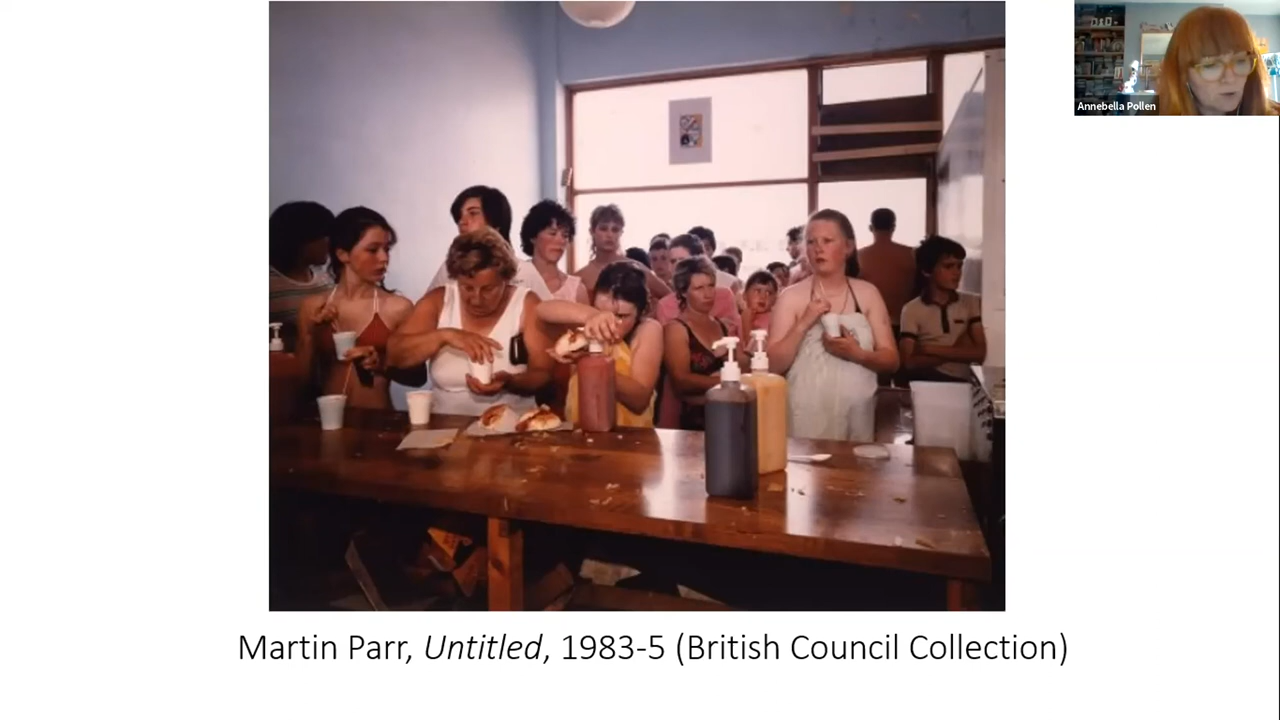 Annebella Pollen
Martin Parr, Untitled, 1983-5 (British Council Collection)